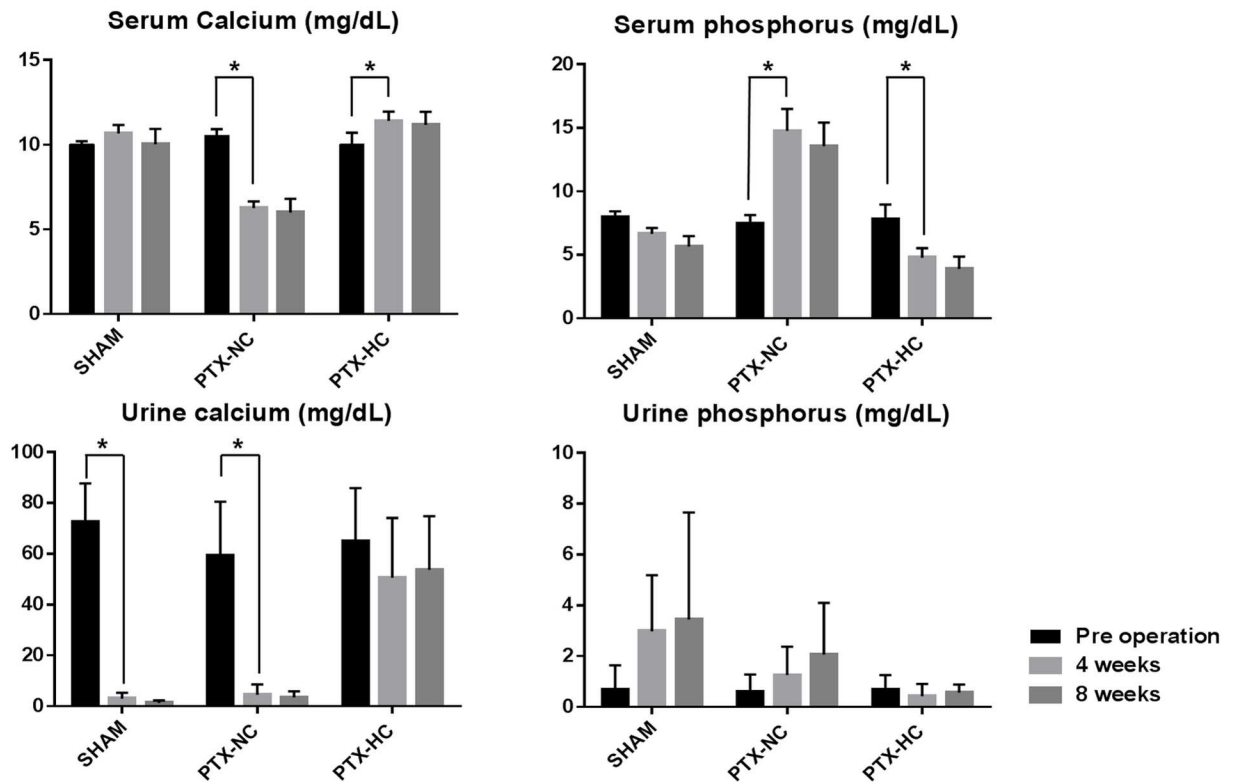 Serum Calcium (mg/dL)
15
10
5
0
*
*
SHAM
PTX-NC
PTX-HC
Serum phosphorus (mg/dL)
20
15
10
5
0
*
*
SHAM
PTX-NC
PTX-HC
Urine calcium (mg/dL)
100
80
60
40
20
0
*
*
SHAM
PTX-NC
PTX-HC
Urine phosphorus (mg/dL)
10
8
6
4
2
0
SHAM
PTX-NC
PTX-HC
Pre operation
4 weeks
8 weeks